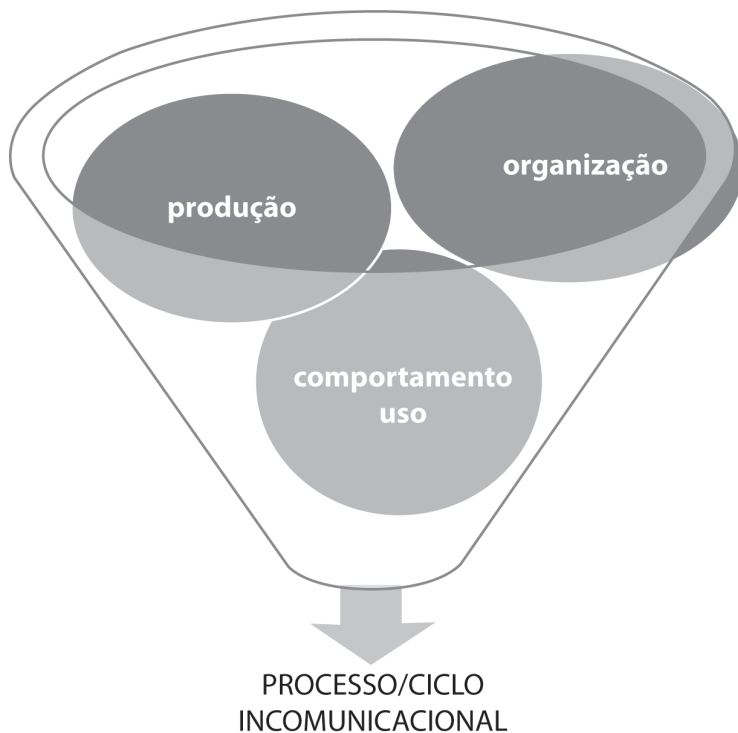 organização
produção
comportamento
uso
PROCESSO/CICLO
INCOMUNICACIONAL